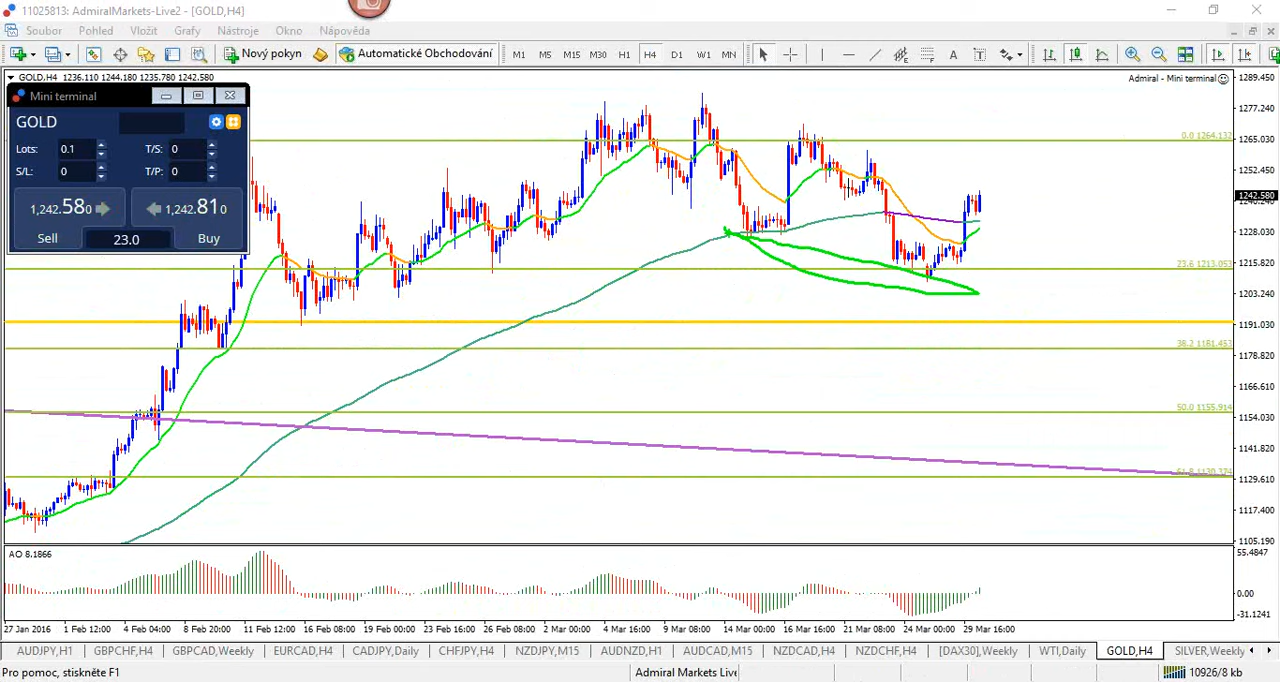 11025813: AdmiralMarkets-Live2 - [GOLD,H4]
Soubor Pohled Vložit Grafy Nástroje Okno Nápověda
Nový pokyn Automatické Obchodování M1 M5 M15 M30 H1 H4 D1 W1 MN A T
GOLD,H4 1236.110 1244.180 1235.780 1242.580
Admiral - Mini terminal
Mini terminal
GOLD
Lots: 0.1 T/S: 0
S/L: 0 T/P: 0
1,242.580 1,242.810
Sell 23.0 Buy
0.0 1264.132
23.6 1213.053
38.2 1181.453
50.0 1155.914
61.8 1130.374
1289.450
1277.240
1265.030
1252.450
1242.580
1228.030
1215.820
1203.240
1191.030
1178.820
1166.610
1154.030
1141.820
1129.610
1117.400
1105.190
AO 8.1866
55.4847
0.00
-31.1241
27 Jan 2016 1 Feb 12:00 4 Feb 04:00 8 Feb 20:00 11 Feb 12:00 16 Feb 08:00 19 Feb 00:00 23 Feb 16:00 26 Feb 08:00 2 Mar 00:00 4 Mar 16:00 9 Mar 08:00 14 Mar 00:00 16 Mar 16:00 21 Mar 08:00 24 Mar 00:00 29 Mar 16:00
AUDJPY,H1 GBPCHF,H4 GBPCAD,Weekly EURCAD,H4 CADJPY,Daily CHFJPY,H4 NZDJPY,M15 AUDNZD,H1 AUDCAD,M15 NZDCAD,H4 NZDCHF,H4 [DAX30],Weekly WTI,Daily GOLD,H4 SILVER,Weekly
Pro pomoc, stiskněte F1 Admiral Markets Live 10926/8 kb